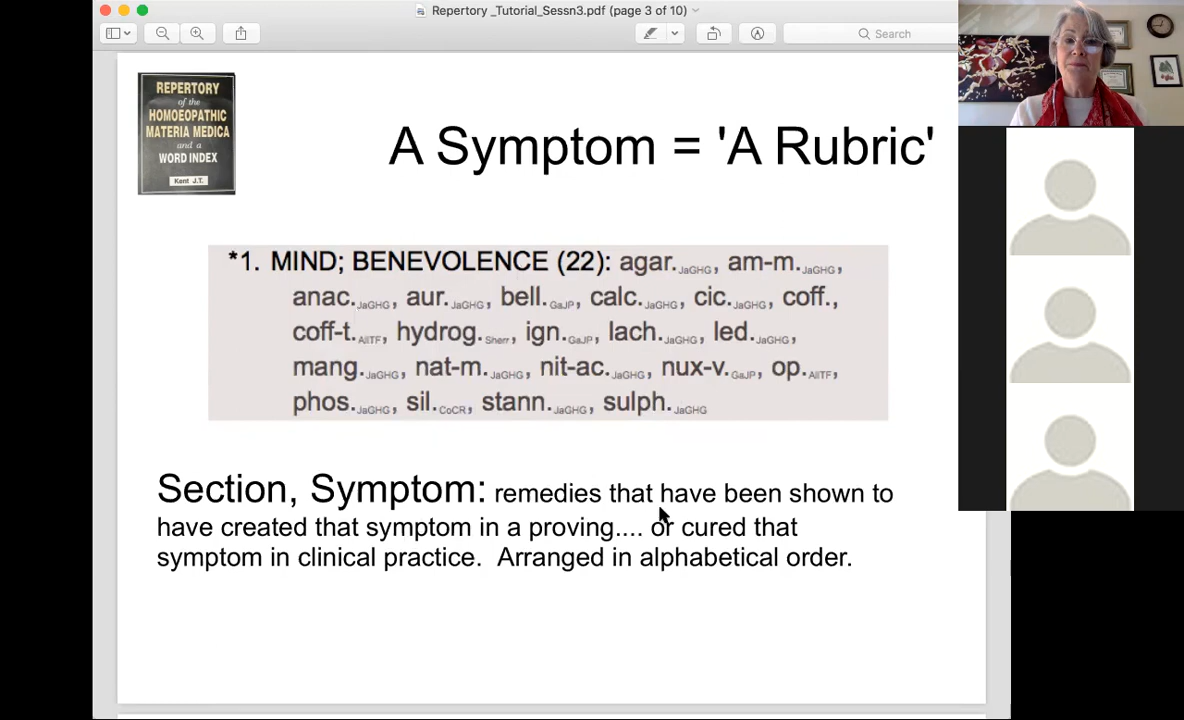 Repertory _Tutorial_Sessn3.pdf (page 3 of 10)
Search
REPERTORY
of the
HOMOEOPATHIC
MATERIA MEDICA
and a
WORD INDEX
Kent J.T.
A Symptom = 'A Rubric'
*1. MIND; BENEVOLENCE (22): agar.JaGHG, am-m.JaGHG,
anac.JaGHG, aur.JaGHG, bell.GaJP, calc.JaGHG, cic.JaGHG, coff.,
coff-t.AllTF, hydrog.Sherr, ign.GaJP, lach.JaGHG, led.JaGHG,
mang.JaGHG, nat-m.JaGHG, nit-ac.JaGHG, nux-v.GaJP, op.AllTF,
phos.JaGHG, sil.CoCR, stann.JaGHG, sulph.JaGHG
Section, Symptom: remedies that have been shown to
have created that symptom in a proving.... or cured that
symptom in clinical practice.  Arranged in alphabetical order.